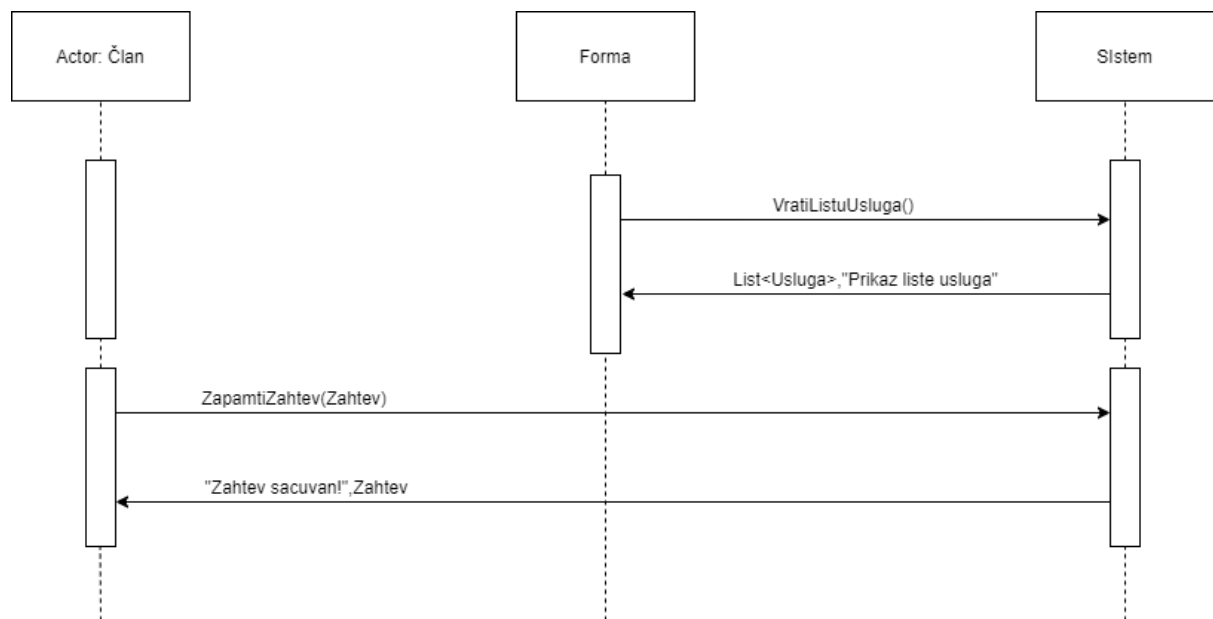 Actor: Član
Forma
SIstem
VratiListuUsluga()
List<Usluga>,"Prikaz liste usluga"
ZapamtiZahtev(Zahtev)
"Zahtev sacuvan!",Zahtev